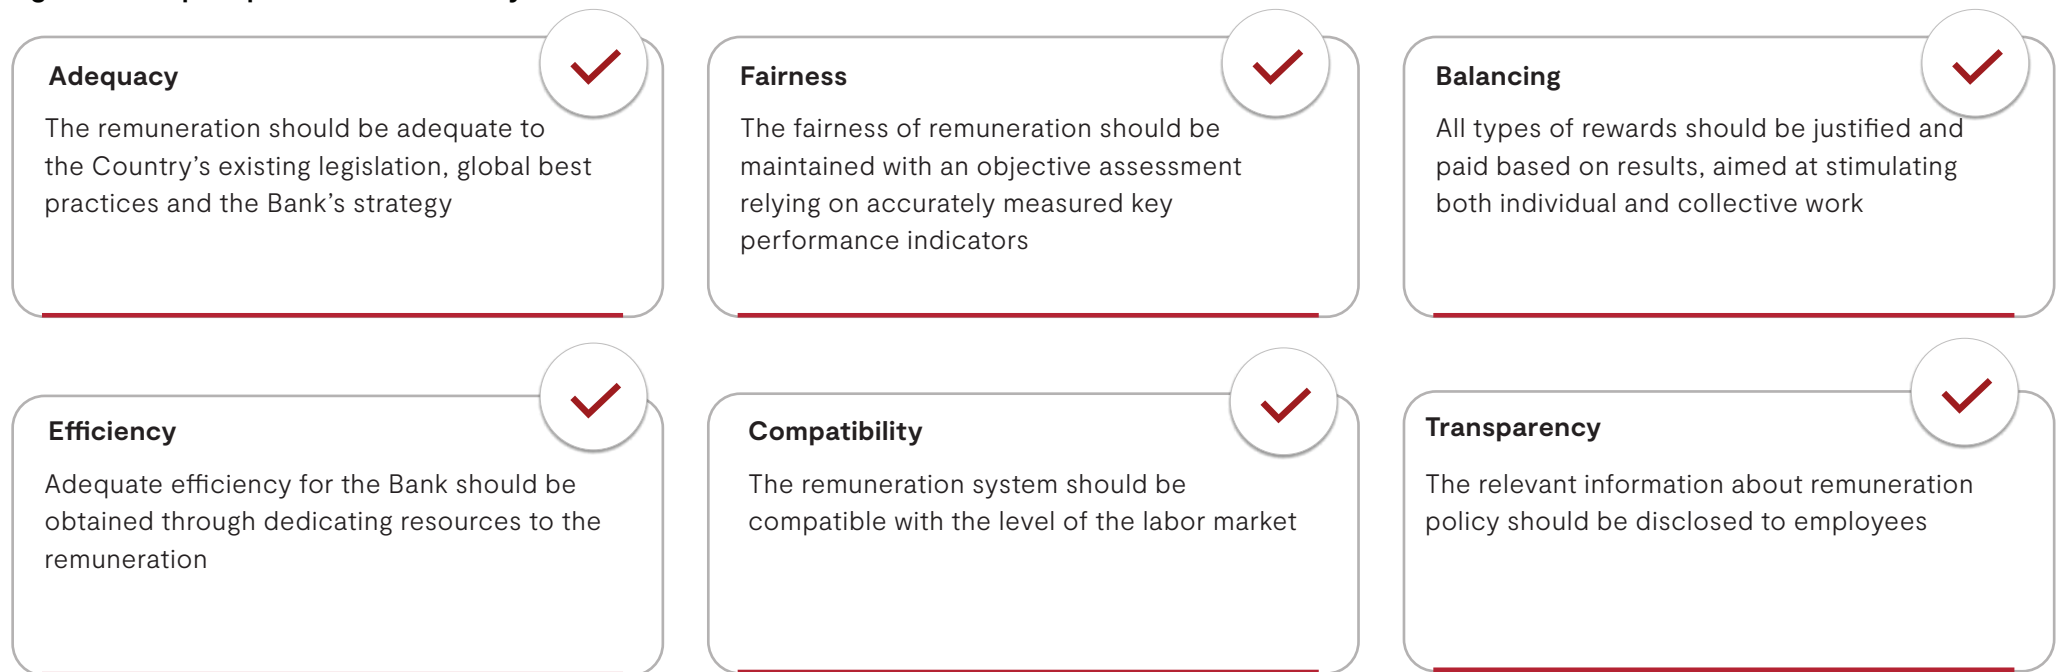 Adequacy
The remuneration should be adequate to
the Country’s existing legislation, global best
practices and the Bank’s strategy
Fairness
The fairness of remuneration should be
maintained with an objective assessment
relying on accurately measured key
performance indicators
Balancing
All types of rewards should be justified and
paid based on results, aimed at stimulating
both individual and collective work
Efficiency
Adequate efficiency for the Bank should be
obtained through dedicating resources to the
remuneration
Compatibility
The remuneration system should be
compatible with the level of the labor market
Transparency
The relevant information about remuneration
policy should be disclosed to employees